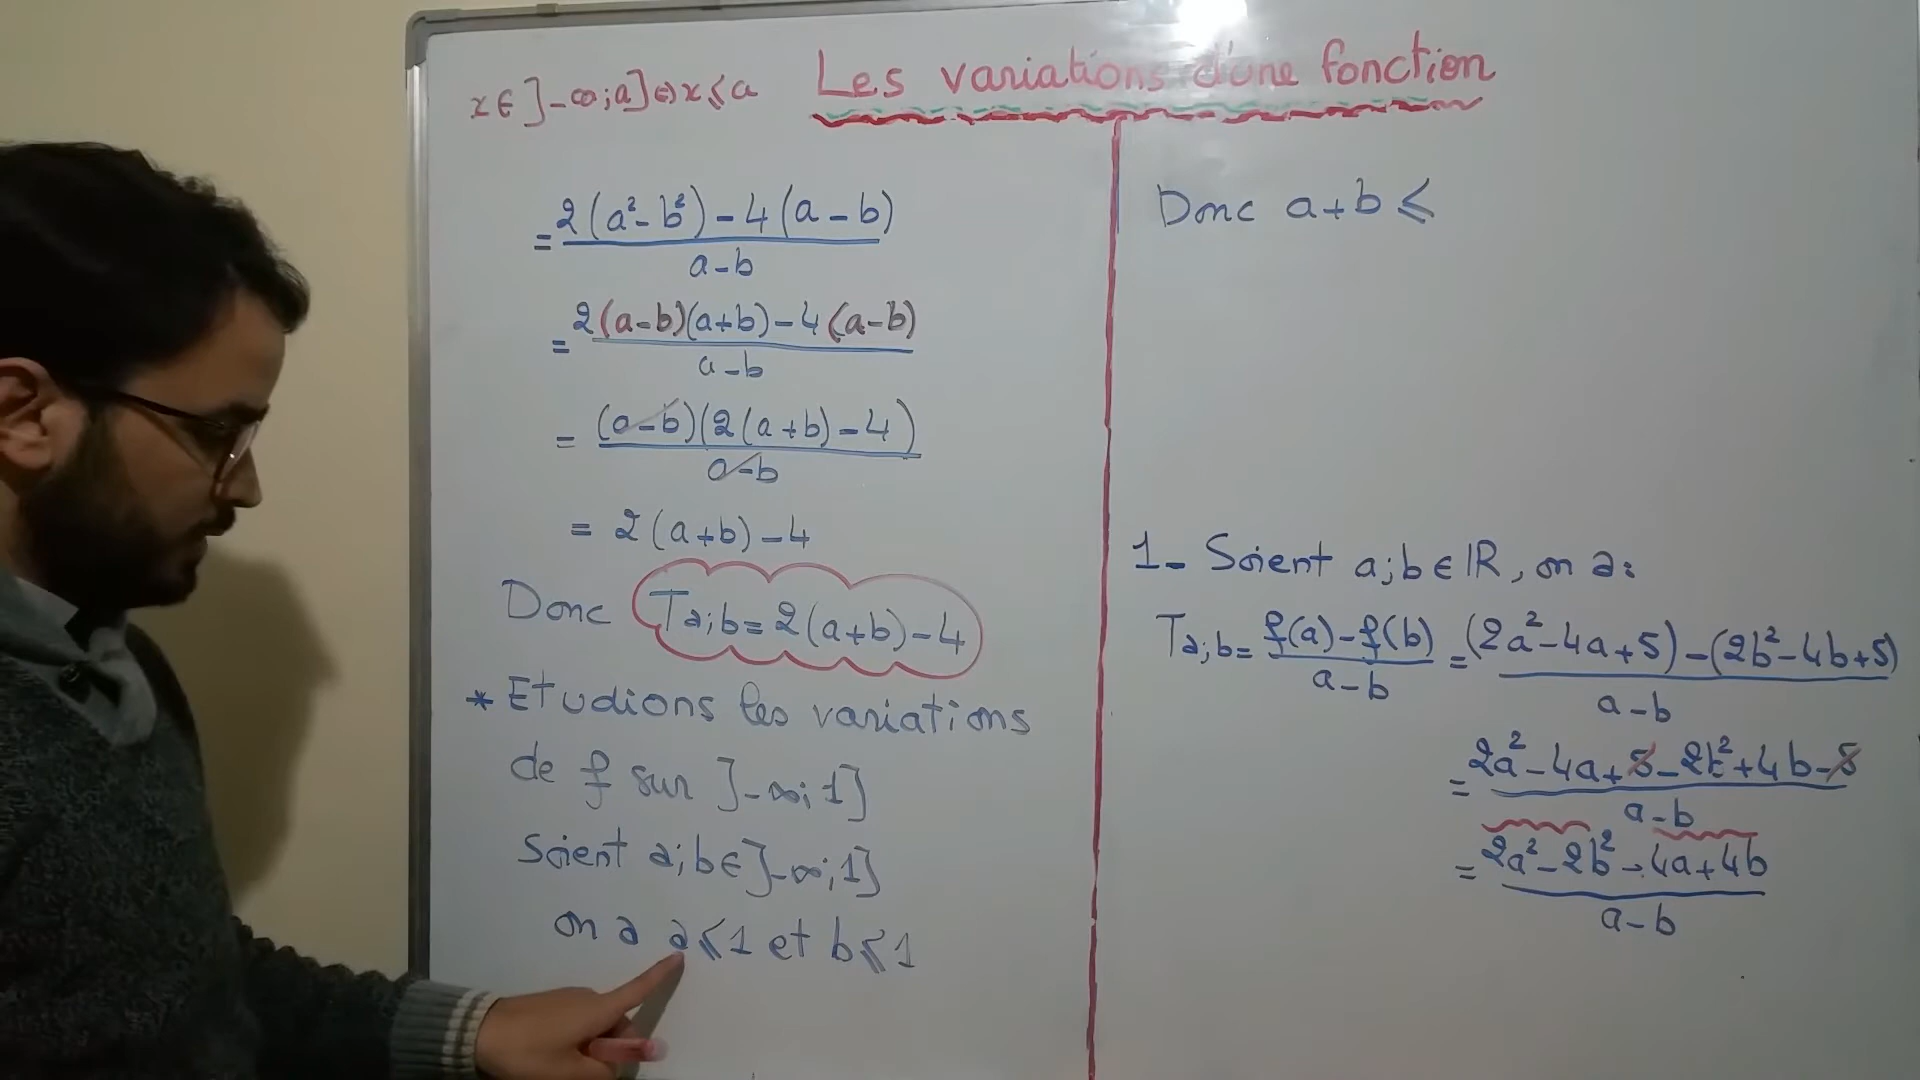 x ∈ ]-∞;a] ⇔ x ⩽ a
Les variations d'une fonction
= 2(a²-b²)-4(a-b)
a-b
= 2(a-b)(a+b)-4(a-b)
a-b
= (a-b)(2(a+b)-4)
a-b
= 2(a+b)-4
Donc Ta;b = 2(a+b)-4
* Etudions les variations
de f sur ]-∞;1]
Soient a;b ∈ ]-∞;1]
on a a ⩽ 1 et b ⩽ 1
Donc a+b ⩽
1- Soient a;b ∈ IR, on a:
Ta;b = f(a)-f(b) = (2a²-4a+5)-(2b²-4b+5)
a-b a-b
= 2a²-4a+5-2b²+4b-5
a-b
= 2a²-2b²-4a+4b
a-b